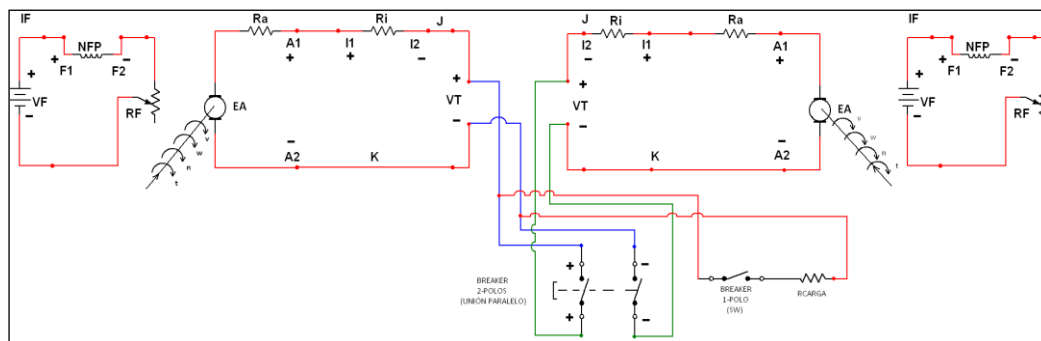 IF
NFP
+ F1 F2 −
+
VF
−
RF
Ra
A1
+
I1
+
Ri
I2
−
J
+
VT
−
EA
v
w
n
t
−
A2
K
J
I2
−
Ri
I1
+
Ra
A1
+
+
VT
−
EA
v
w
n
t
K
−
A2
IF
NFP
+ F1 F2 −
+
VF
−
RF
BREAKER
2-POLOS
(UNIÓN PARALELO)
+
−
+
−
BREAKER
1-POLO
(SW)
RCARGA